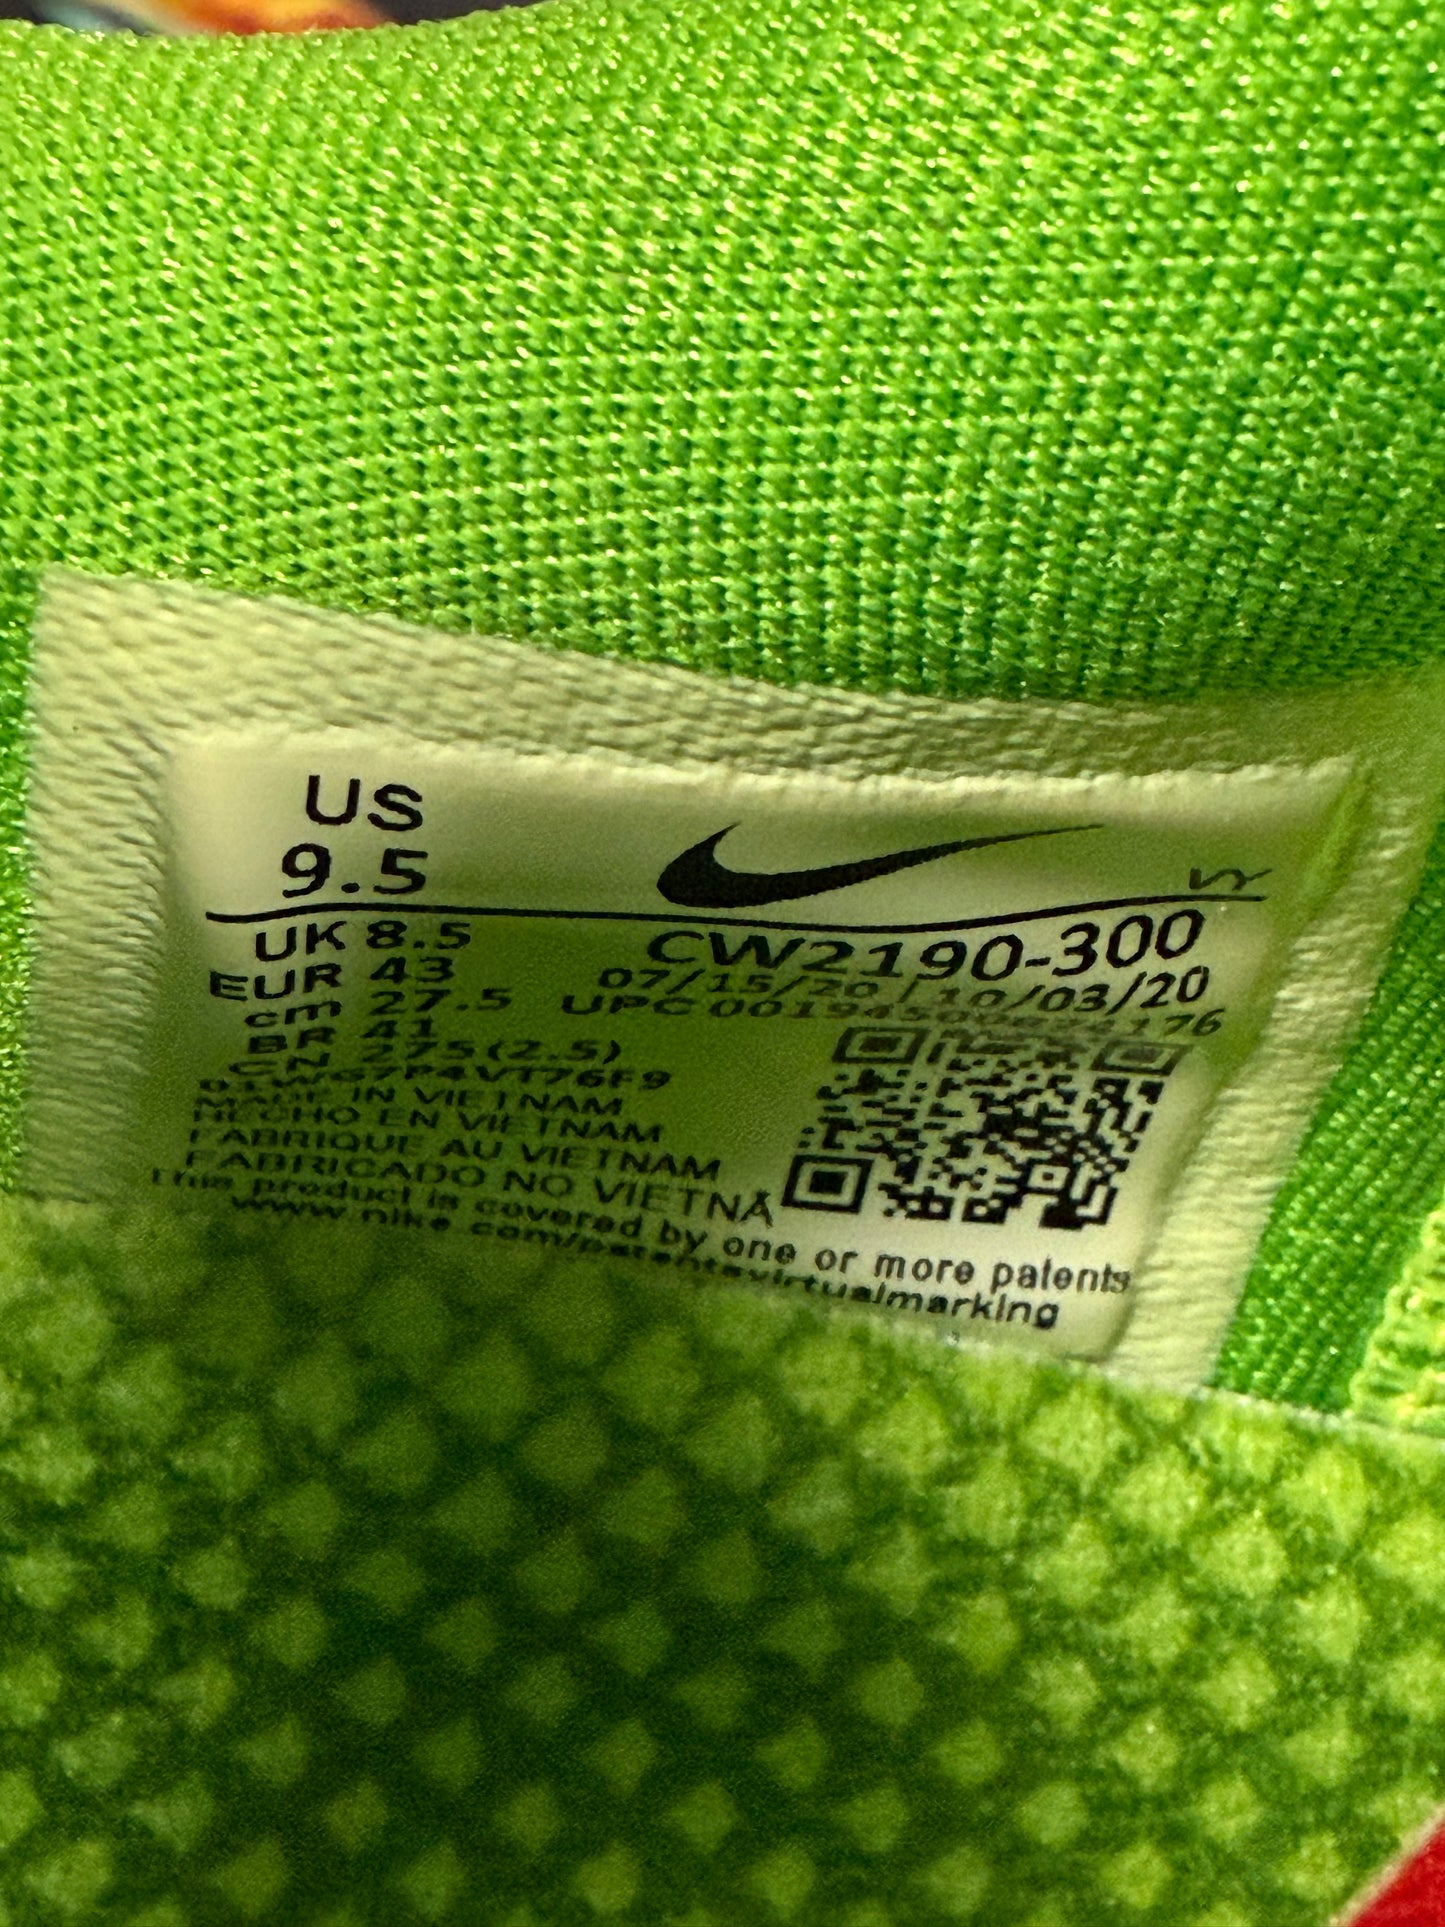 US
9.5
VY
UK 8.5
CW2190-300
EUR 43
07/15/20 | 10/03/20
cm 27.5
BR 41
CN 275(2.5)
MADE IN VIETNAM
HECHO EN VIETNAM
FABRIQUE AU VIETNAM
FABRICADO NO VIETNÃ
This product is covered by one or more patents
www.nike.com/patentsvirtualmarking